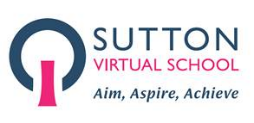 SUTTON
VIRTUAL SCHOOL
Aim, Aspire, Achieve